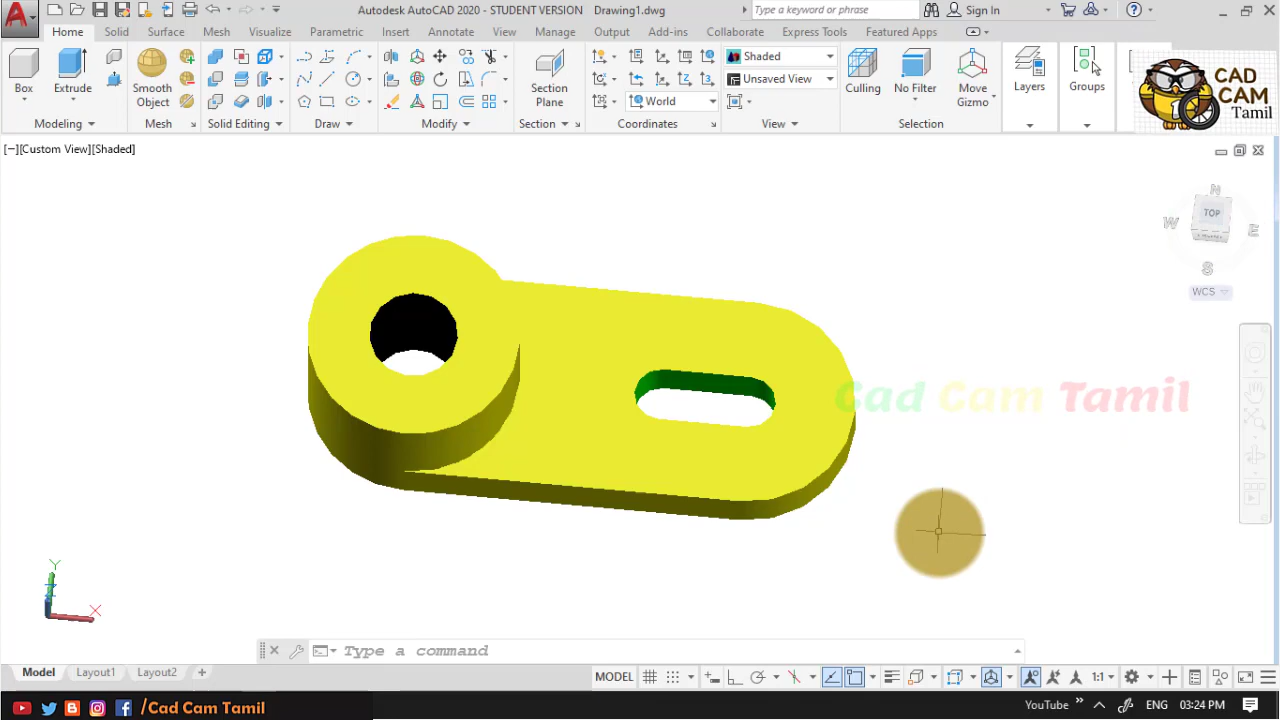 Autodesk AutoCAD 2020 - STUDENT VERSION Drawing1.dwg
Type a keyword or phrase
Sign In
Home Solid Surface Mesh Visualize Parametric Insert Annotate View Manage Output Add-ins Collaborate Express Tools Featured Apps
Box Extrude Smooth Object
Section Plane
World
Shaded
Unsaved View
Culling No Filter Move Gizmo
Layers Groups
CAD CAM Tamil
Modeling Mesh Solid Editing Draw Modify Section Coordinates View Selection
[−][Custom View][Shaded]
N
W TOP E
S
WCS
Cad Cam Tamil
Y
X
Type a command
Model Layout1 Layout2 +
MODEL 1:1
/Cad Cam Tamil
YouTube » ENG 03:24 PM